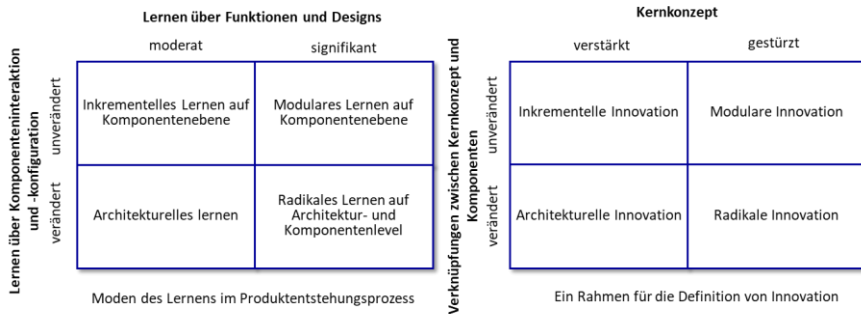 Lernen über Funktionen und Designs
moderat
signifikant
Lernen über Komponenteninteraktion
und -konfiguration
unverändert
verändert
Inkrementelles Lernen auf
Komponentenebene
Modulares Lernen auf
Komponentenebene
Architekturelles lernen
Radikales Lernen auf
Architektur- und
Komponentenlevel
Moden des Lernens im Produktentstehungsprozess
Kernkonzept
verstärkt
gestürzt
Verknüpfungen zwischen Kernkonzept und
Komponenten
unverändert
verändert
Inkrementelle Innovation
Modulare Innovation
Architekturelle Innovation
Radikale Innovation
Ein Rahmen für die Definition von Innovation